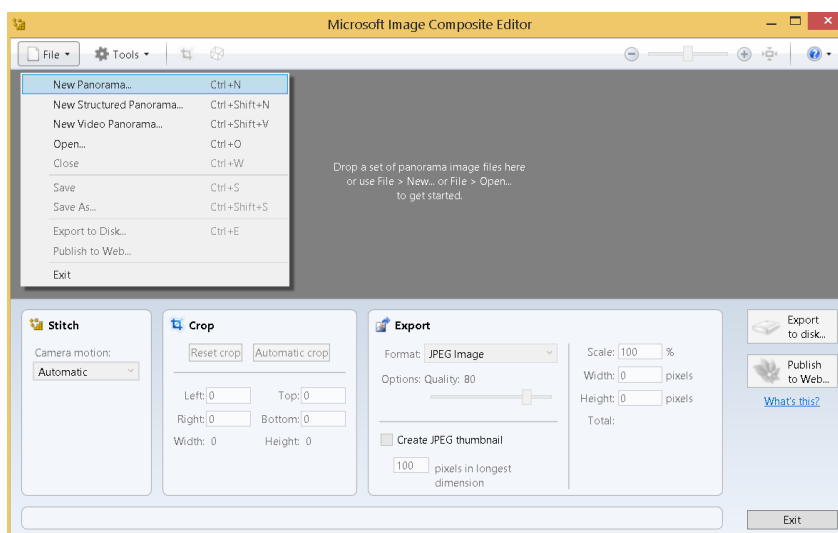 Microsoft Image Composite Editor
File Tools
New Panorama... Ctrl+N
New Structured Panorama... Ctrl+Shift+N
New Video Panorama... Ctrl+Shift+V
Open... Ctrl+O
Close Ctrl+W
Save Ctrl+S
Save As... Ctrl+Shift+S
Export to Disk... Ctrl+E
Publish to Web...
Exit
Drop a set of panorama image files here
or use File > New... or File > Open...
to get started.
Stitch
Camera motion:
Automatic
Crop
Reset crop Automatic crop
Left: 0 Top: 0
Right: 0 Bottom: 0
Width: 0 Height: 0
Export
Format: JPEG Image
Options: Quality: 80
Create JPEG thumbnail
100 pixels in longest
dimension
Scale: 100 %
Width: 0 pixels
Height: 0 pixels
Total:
Export
to disk...
Publish
to Web...
What's this?
Exit